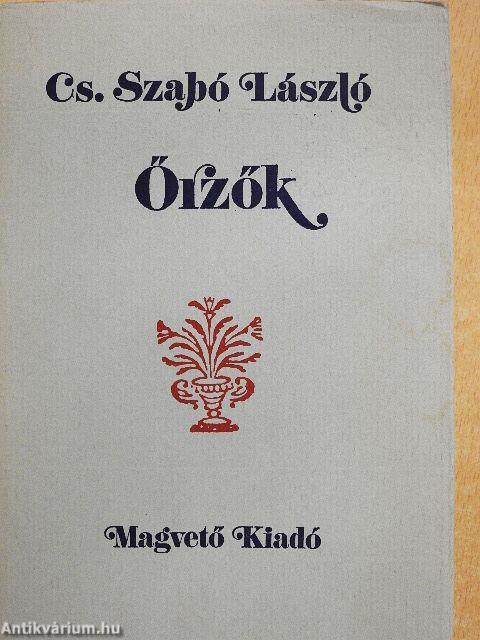 Cs. Szabó László
Őrzők
Magvető Kiadó
Antikvárium.hu